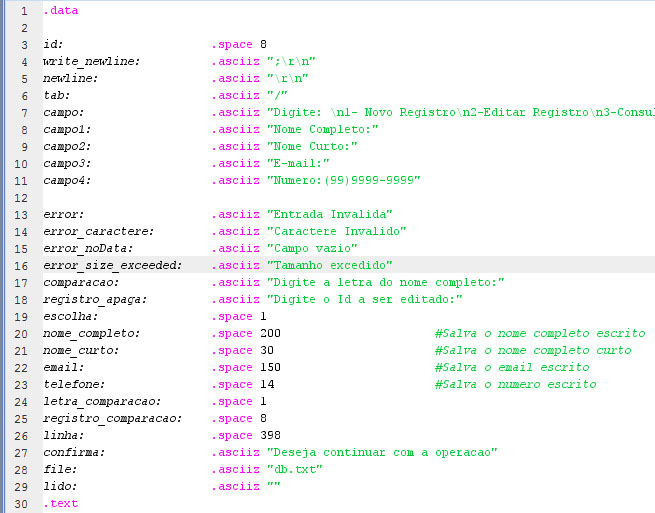 1 .data
2
3 id: .space 8
4 write_newline: .asciiz ";\r\n"
5 newline: .asciiz "\r\n"
6 tab: .asciiz "/"
7 campo: .asciiz "Digite: \n1- Novo Registro\n2-Editar Registro\n3-Consul
8 campo1: .asciiz "Nome Completo:"
9 campo2: .asciiz "Nome Curto:"
10 campo3: .asciiz "E-mail:"
11 campo4: .asciiz "Numero:(99)9999-9999"
12
13 error: .asciiz "Entrada Invalida"
14 error_caractere: .asciiz "Caractere Invalido"
15 error_noData: .asciiz "Campo vazio"
16 error_size_exceeded: .asciiz "Tamanho excedido"
17 comparacao: .asciiz "Digite a letra do nome completo:"
18 registro_apaga: .asciiz "Digite o Id a ser editado:"
19 escolha: .space 1
20 nome_completo: .space 200 #Salva o nome completo escrito
21 nome_curto: .space 30 #Salva o nome completo curto
22 email: .space 150 #Salva o email escrito
23 telefone: .space 14 #Salva o numero escrito
24 letra_comparacao: .space 1
25 registro_comparacao: .space 8
26 linha: .space 398
27 confirma: .asciiz "Deseja continuar com a operacao"
28 file: .asciiz "db.txt"
29 lido: .asciiz ""
30 .text